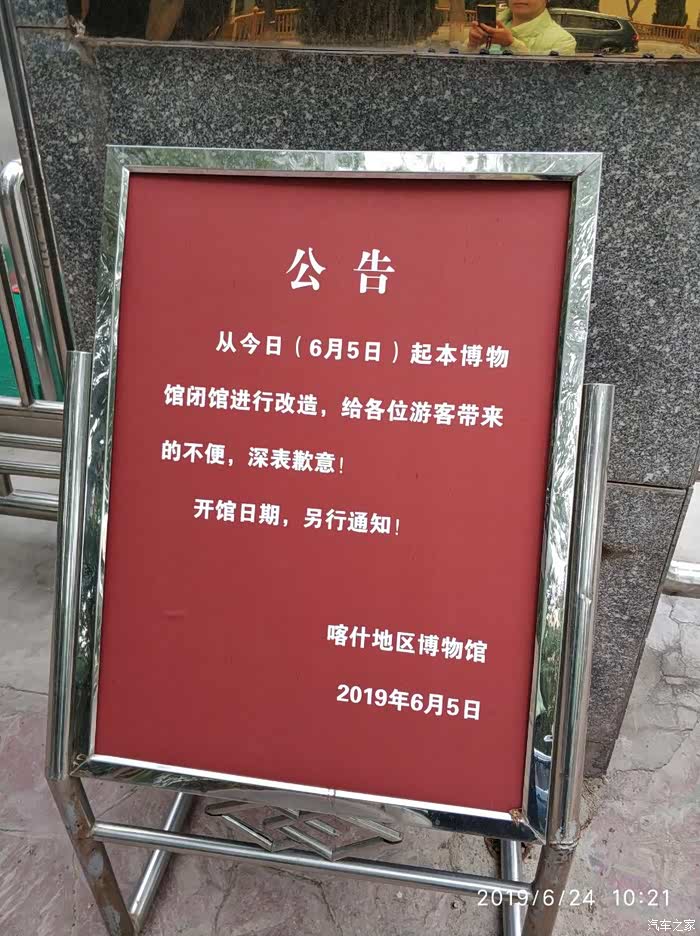 公告
从今日（6月5日）起本博物
馆闭馆进行改造，给各位游客带来
的不便，深表歉意！
开馆日期，另行通知！
喀什地区博物馆
2019年6月5日
2019/6/24 10:21
汽车之家